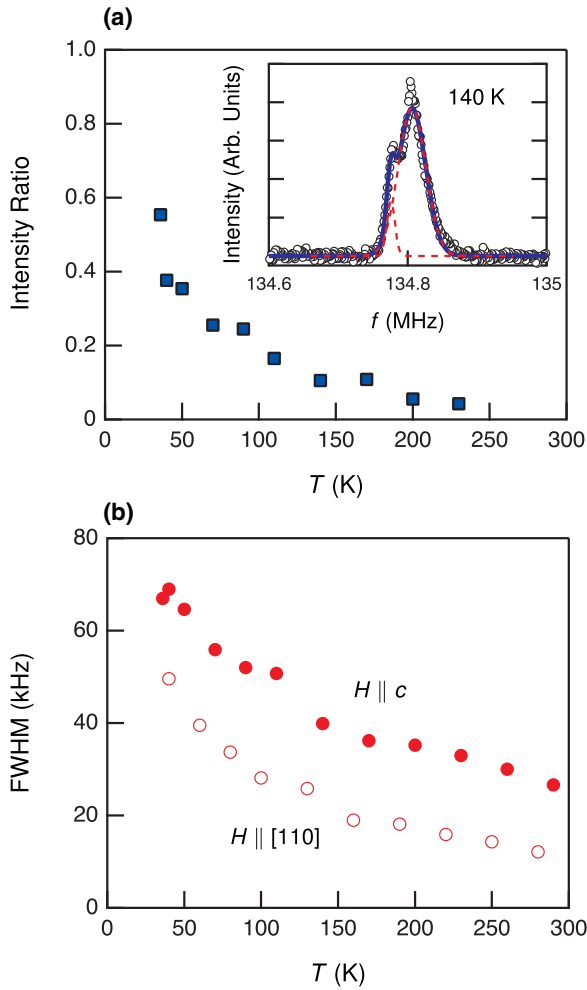 (a)
1.0
0.8
0.6
0.4
0.2
0
Intensity Ratio
50
100
150
200
250
300
T (K)
140 K
Intensity (Arb. Units)
134.6
134.8
135
f (MHz)
(b)
80
60
40
20
0
FWHM (kHz)
H || c
H || [110]
50
100
150
200
250
300
T (K)